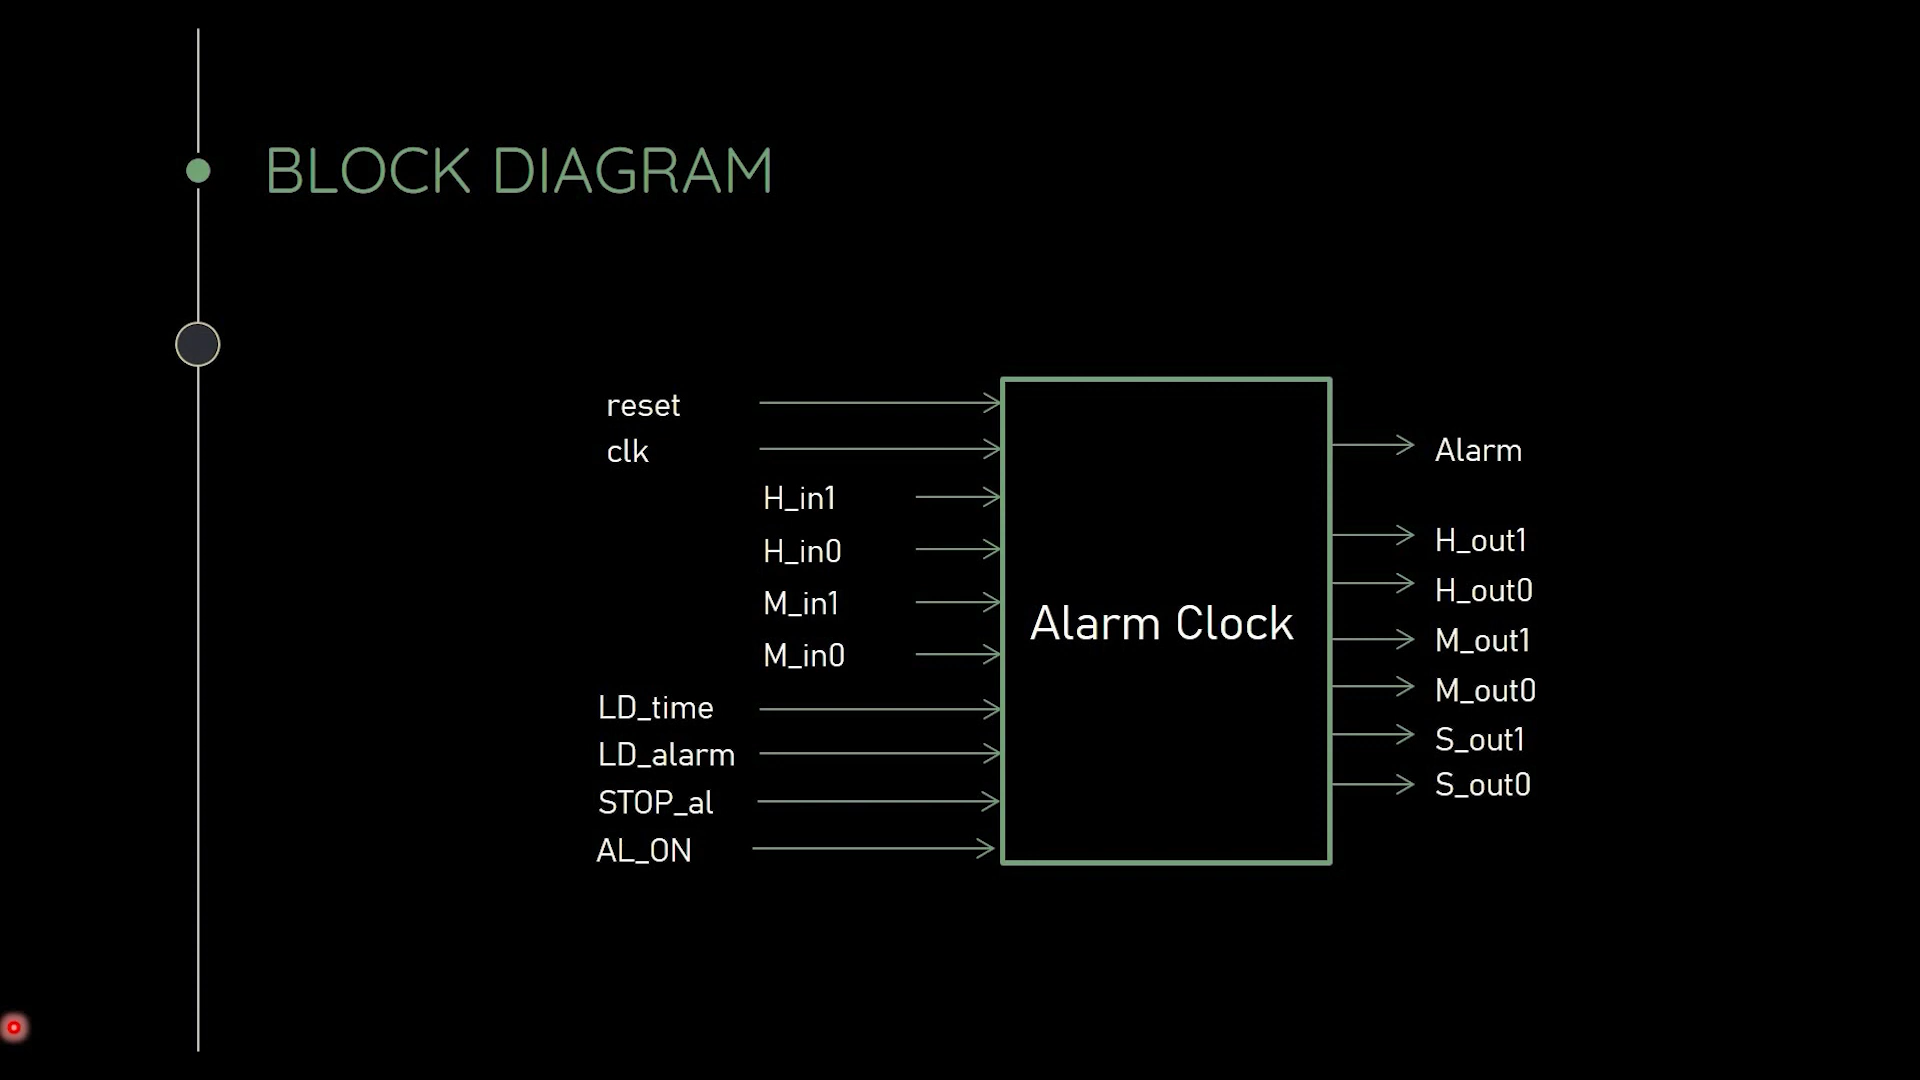 BLOCK DIAGRAM
reset
clk
H_in1
H_in0
M_in1
M_in0
LD_time
LD_alarm
STOP_al
AL_ON
Alarm Clock
Alarm
H_out1
H_out0
M_out1
M_out0
S_out1
S_out0